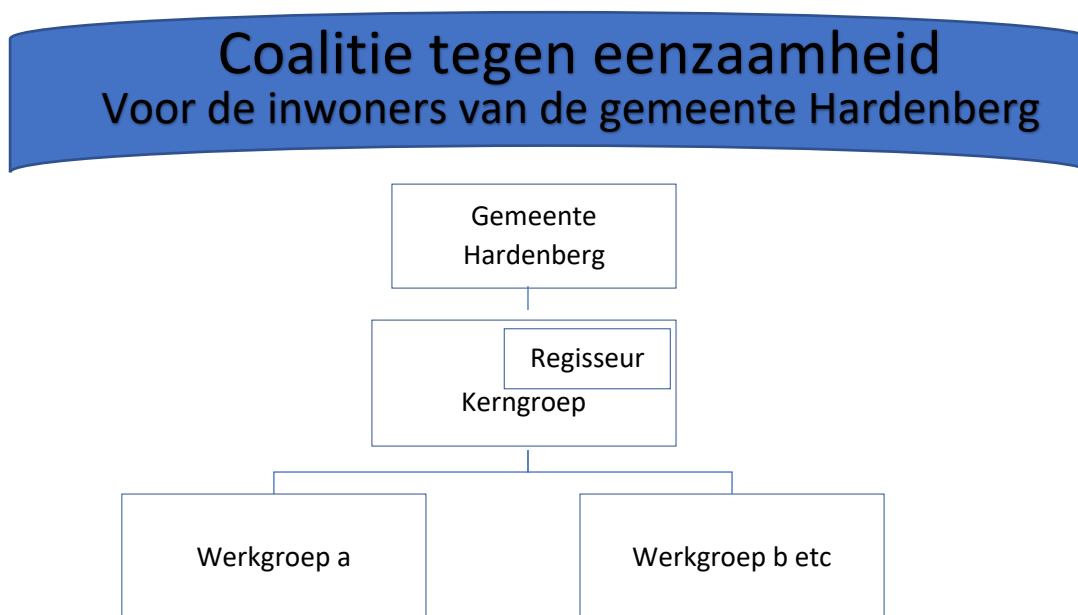 Coalitie tegen eenzaamheid
Voor de inwoners van de gemeente Hardenberg
Gemeente
Hardenberg
Regisseur
Kerngroep
Werkgroep a
Werkgroep b etc